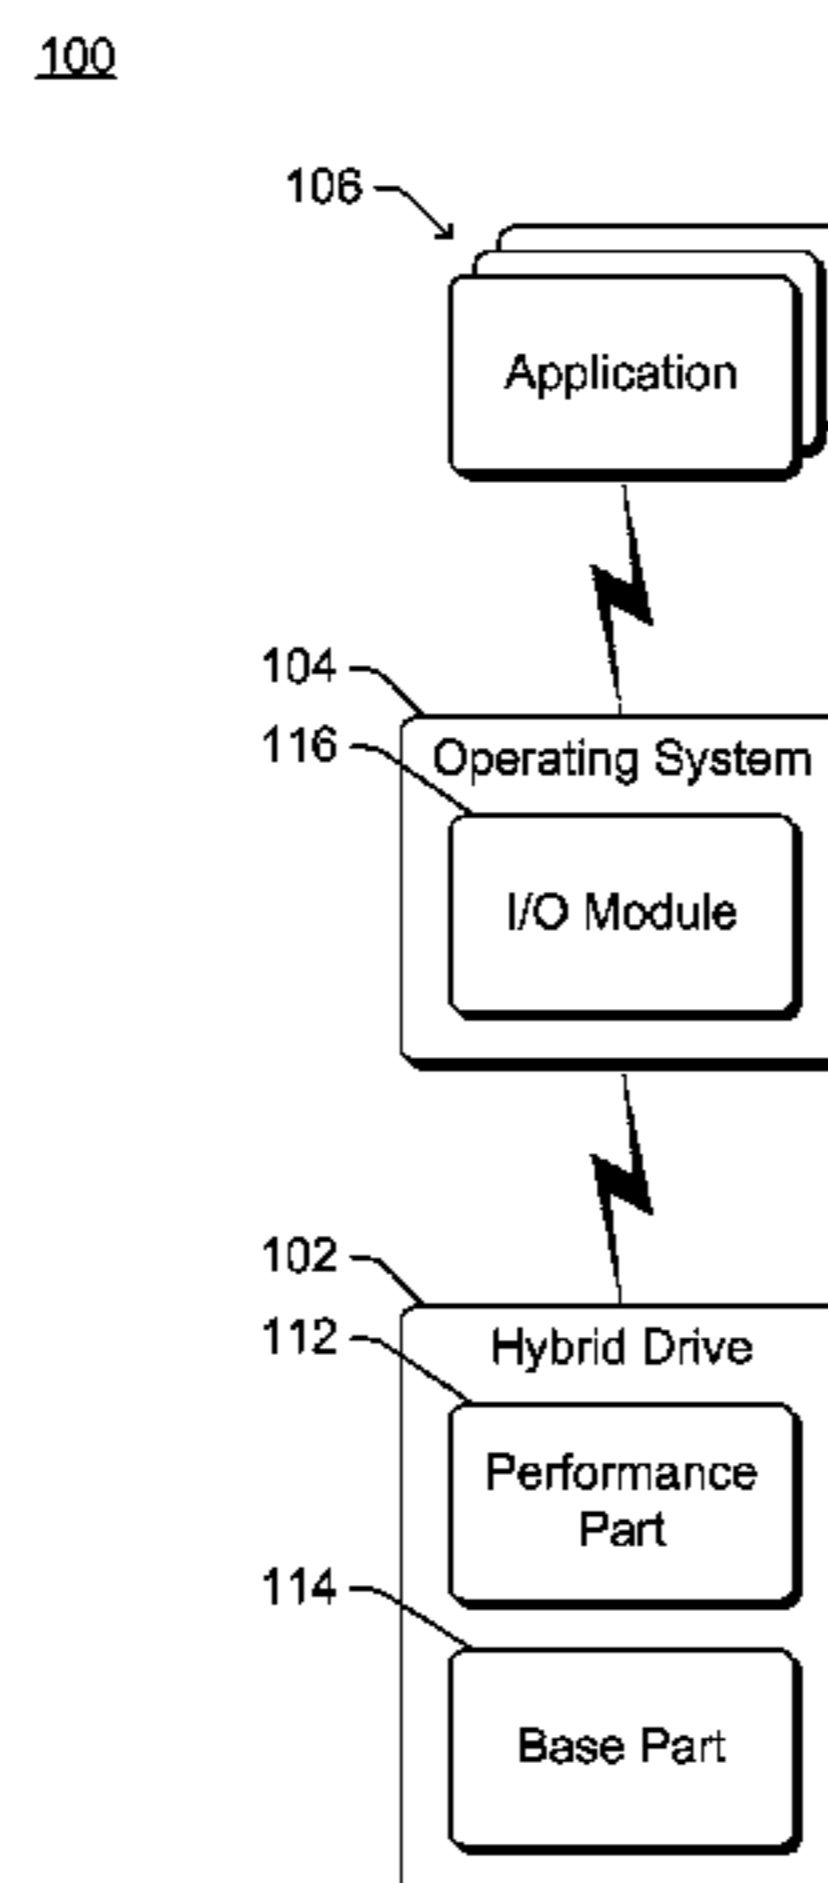 100
106
Application
104
116
Operating System
I/O Module
102
112
Hybrid Drive
Performance
Part
114
Base Part